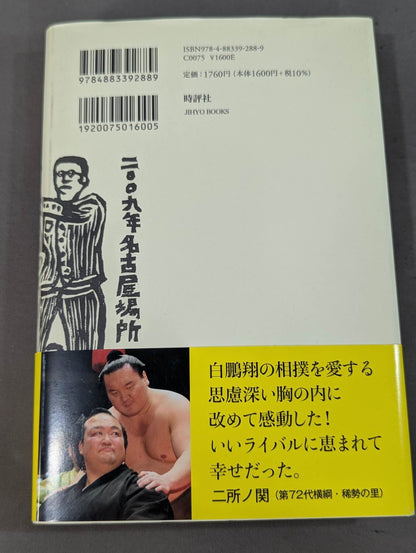 ISBN978-4-88339-288-9
C0075 ¥1600E
定価:1760円(本体1600円+税10%)
9784883392889
時評社
JIHYO BOOKS
1920075016005
二〇〇九年名古屋場所
白鵬翔の相撲を愛する
思慮深い胸の内に
改めて感動した!
いいライバルに恵まれて
幸せだった。
二所ノ関(第72代横綱・稀勢の里)